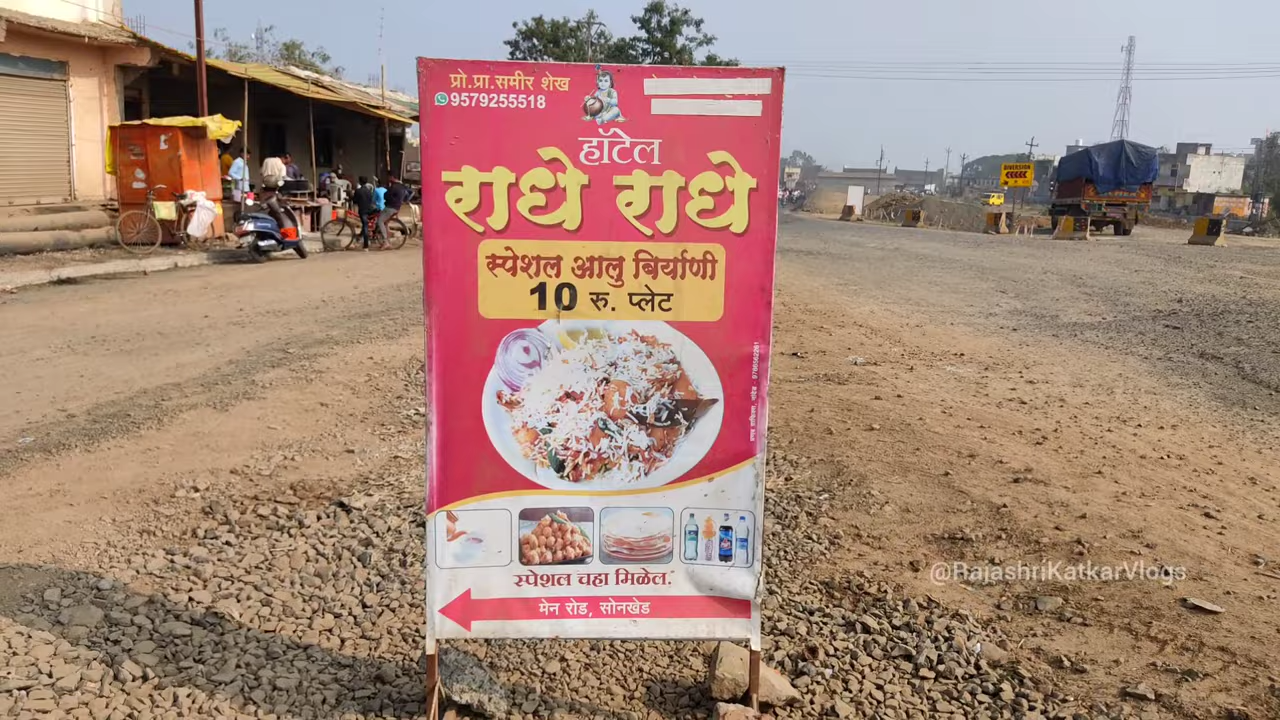 प्रो.प्रा.समीर शेख
9579255518
हॉटेल
राधे राधे
स्पेशल आलु बिर्याणी
10 रु. प्लेट
स्पेशल चहा मिळेल.
मेन रोड, सोनखेड
DIVERSION
@RajashriKatkarVlogs